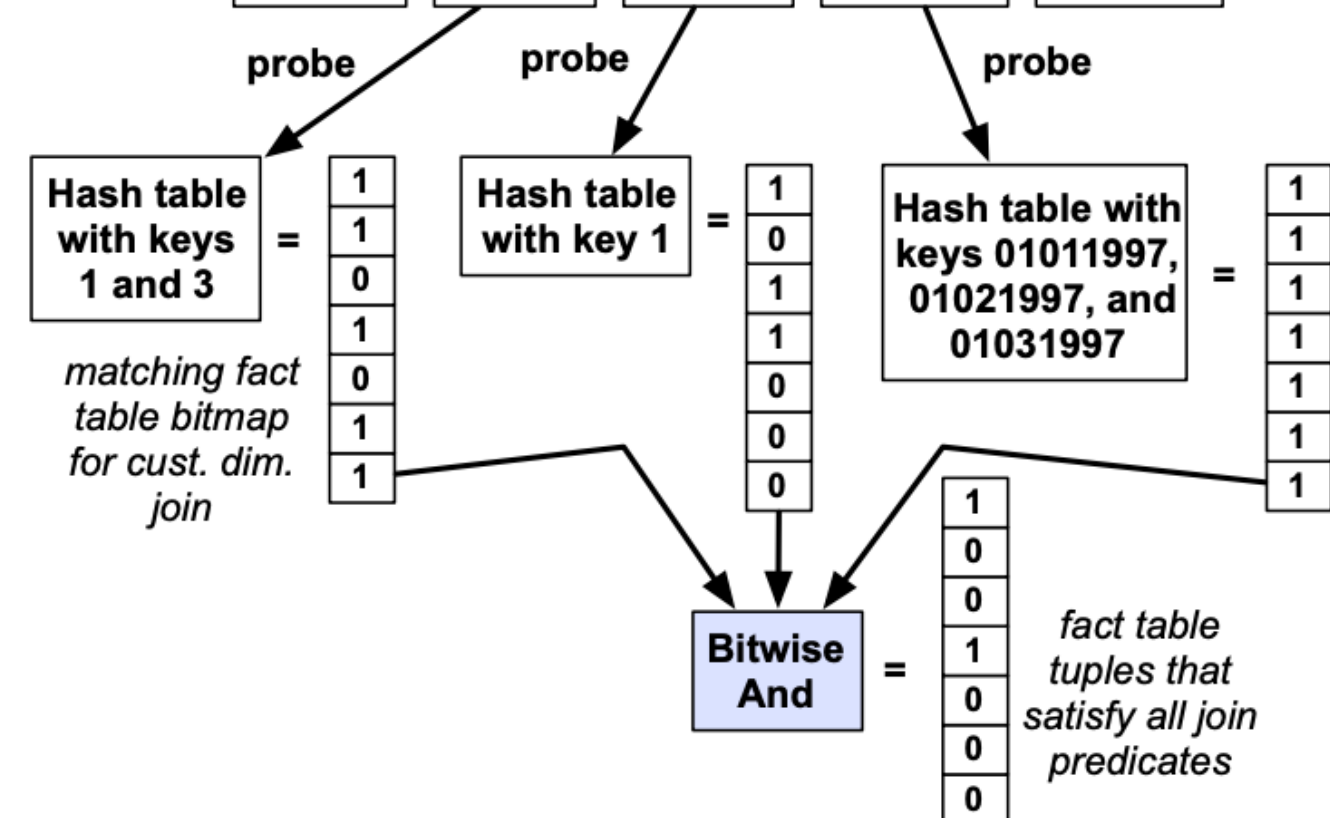 probe
probe
probe
Hash table
with keys
1 and 3
=
1
1
0
1
0
1
1
matching fact
table bitmap
for cust. dim.
join
Hash table
with key 1
=
1
0
1
1
0
0
0
Hash table with
keys 01011997,
01021997, and
01031997
=
1
1
1
1
1
1
1
Bitwise
And
=
1
0
0
1
0
0
0
fact table
tuples that
satisfy all join
predicates